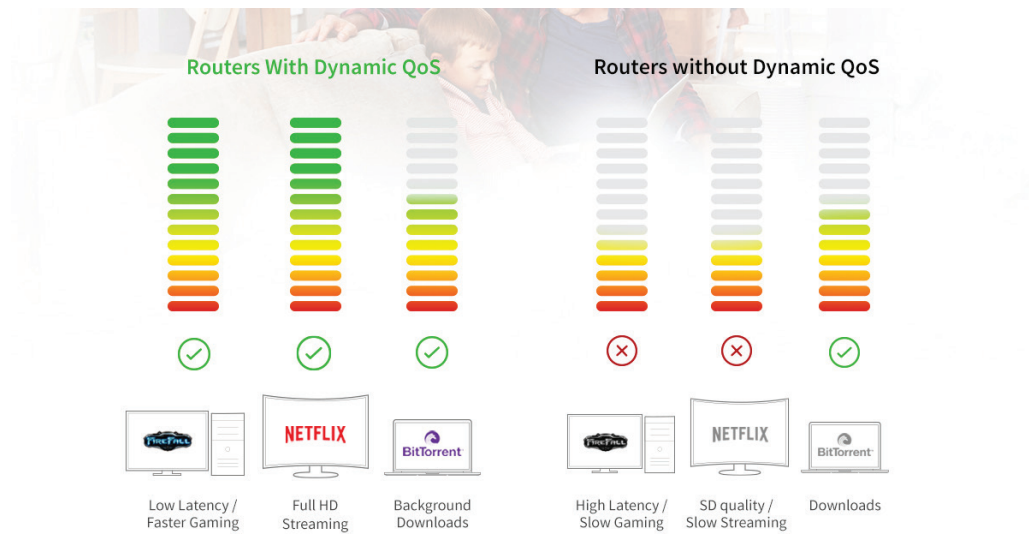 Routers With Dynamic QoS
Routers without Dynamic QoS
FIREFALL
NETFLIX
BitTorrent
FIREFALL
NETFLIX
BitTorrent
Low Latency /
Faster Gaming
Full HD
Streaming
Background
Downloads
High Latency /
Slow Gaming
SD quality /
Slow Streaming
Downloads